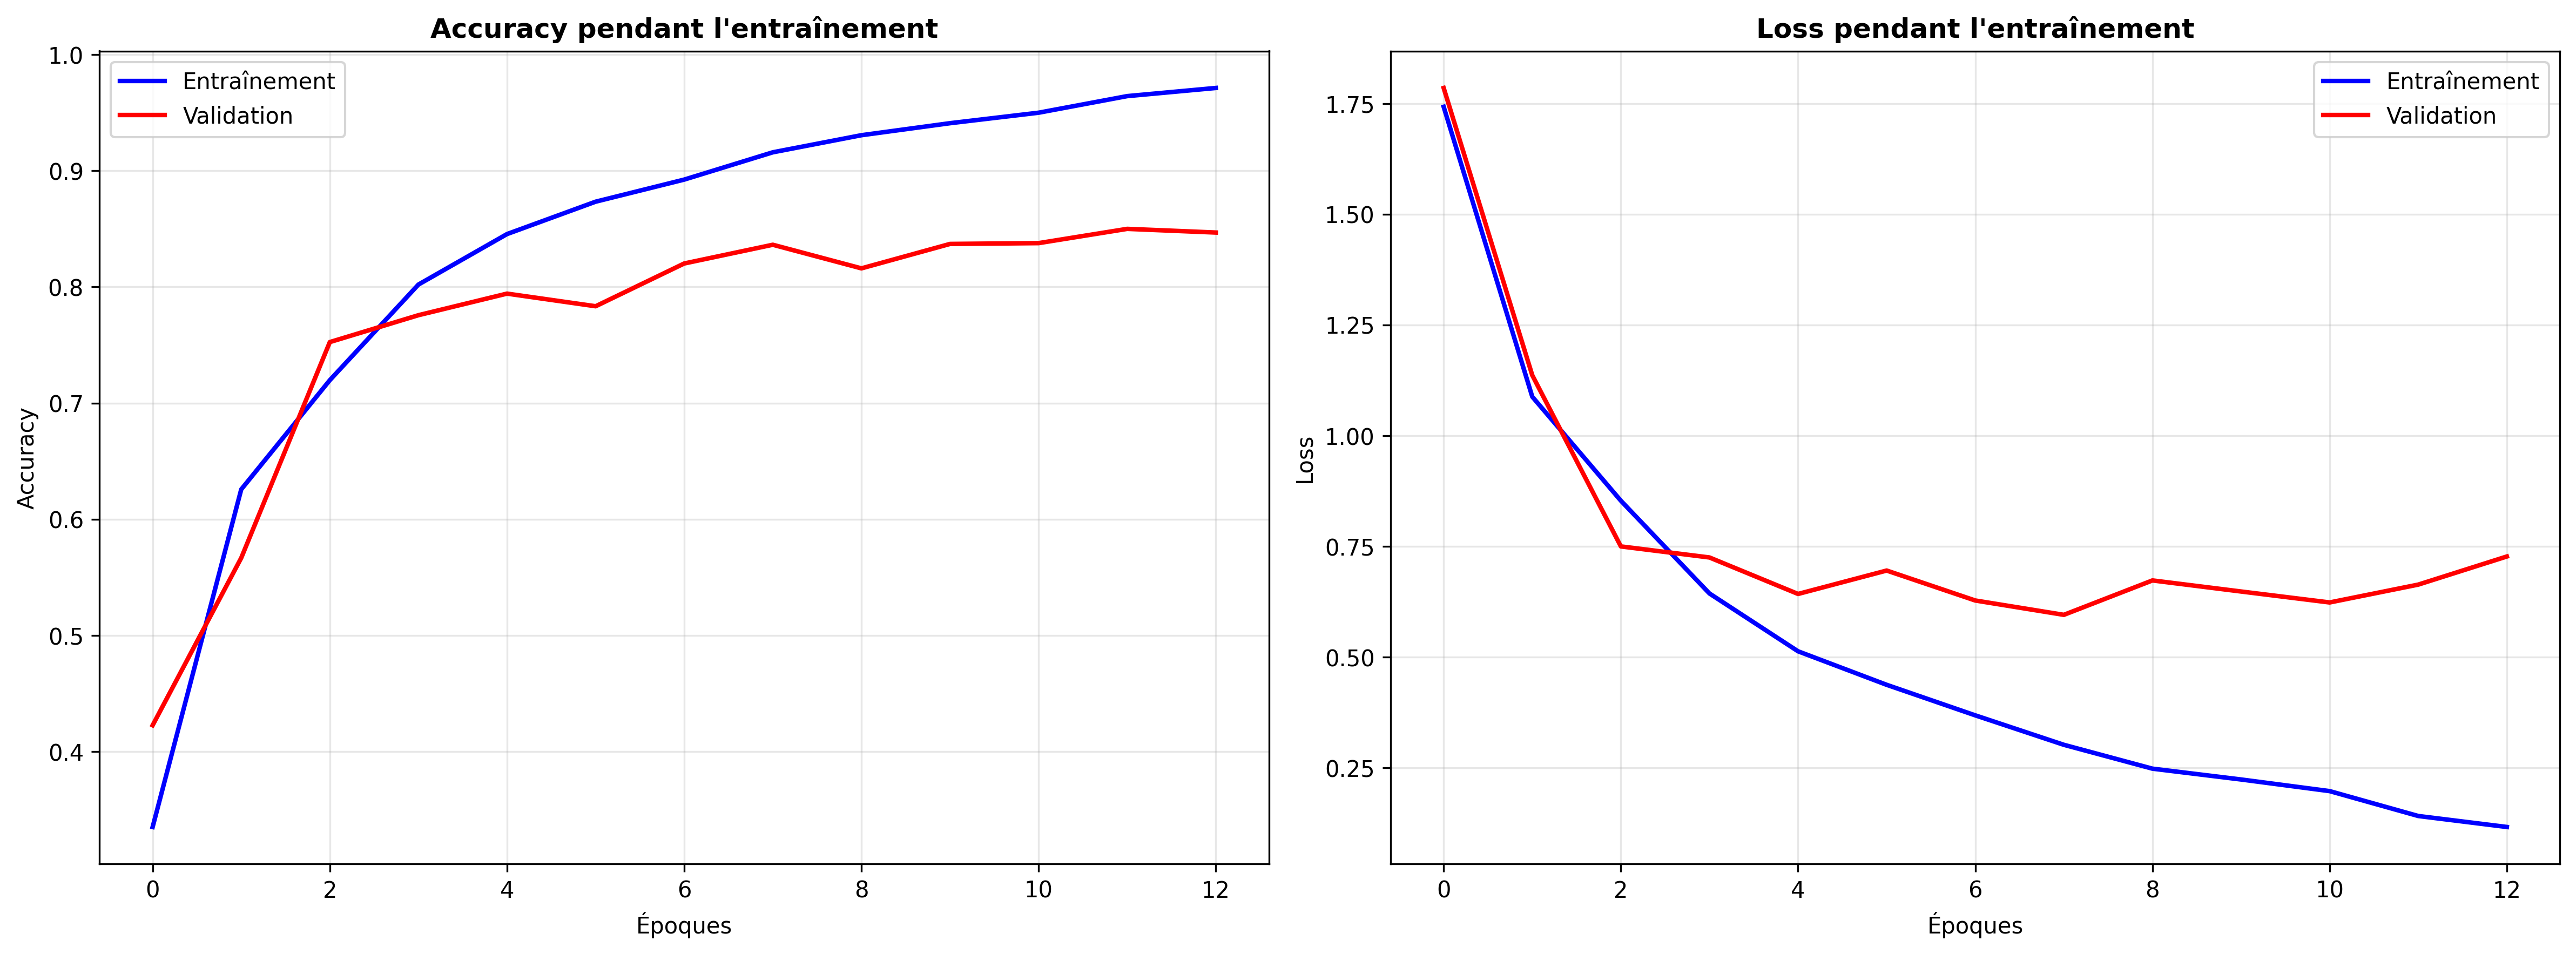 Accuracy pendant l'entraînement
Entraînement
Validation
1.0
0.9
0.8
0.7
0.6
0.5
0.4
Accuracy
0 2 4 6 8 10 12
Époques
Loss pendant l'entraînement
Entraînement
Validation
1.75
1.50
1.25
1.00
0.75
0.50
0.25
Loss
0 2 4 6 8 10 12
Époques